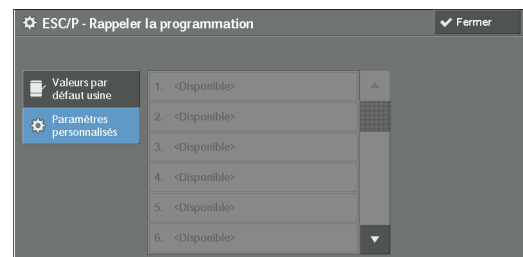 ESC/P - Rappeler la programmation
Fermer
Valeurs par
défaut usine
Paramètres
personnalisés
1. <Disponible>
2. <Disponible>
3. <Disponible>
4. <Disponible>
5. <Disponible>
6. <Disponible>